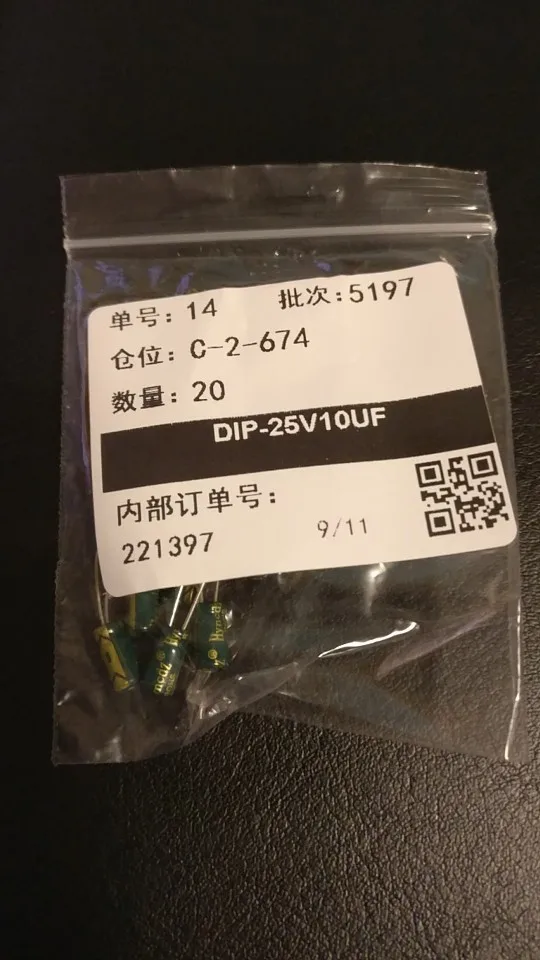 单号: 14 批次:5197
仓位: C-2-674
数量: 20
DIP-25V10UF
内部订单号:
221397 9/11